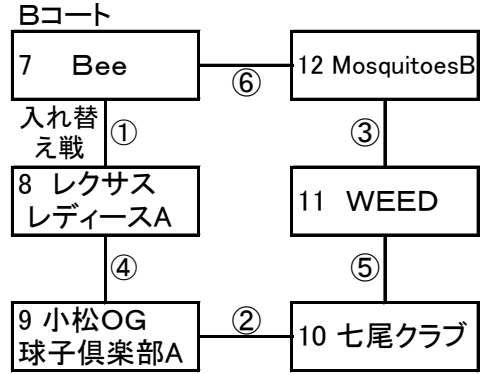 Bコート
7 Bee
⑥
12 MosquitoesB
入れ替
え戦
①
③
8 レクサス
レディースA
11 WEED
④
⑤
9 小松OG
球子倶楽部A
②
10 七尾クラブ